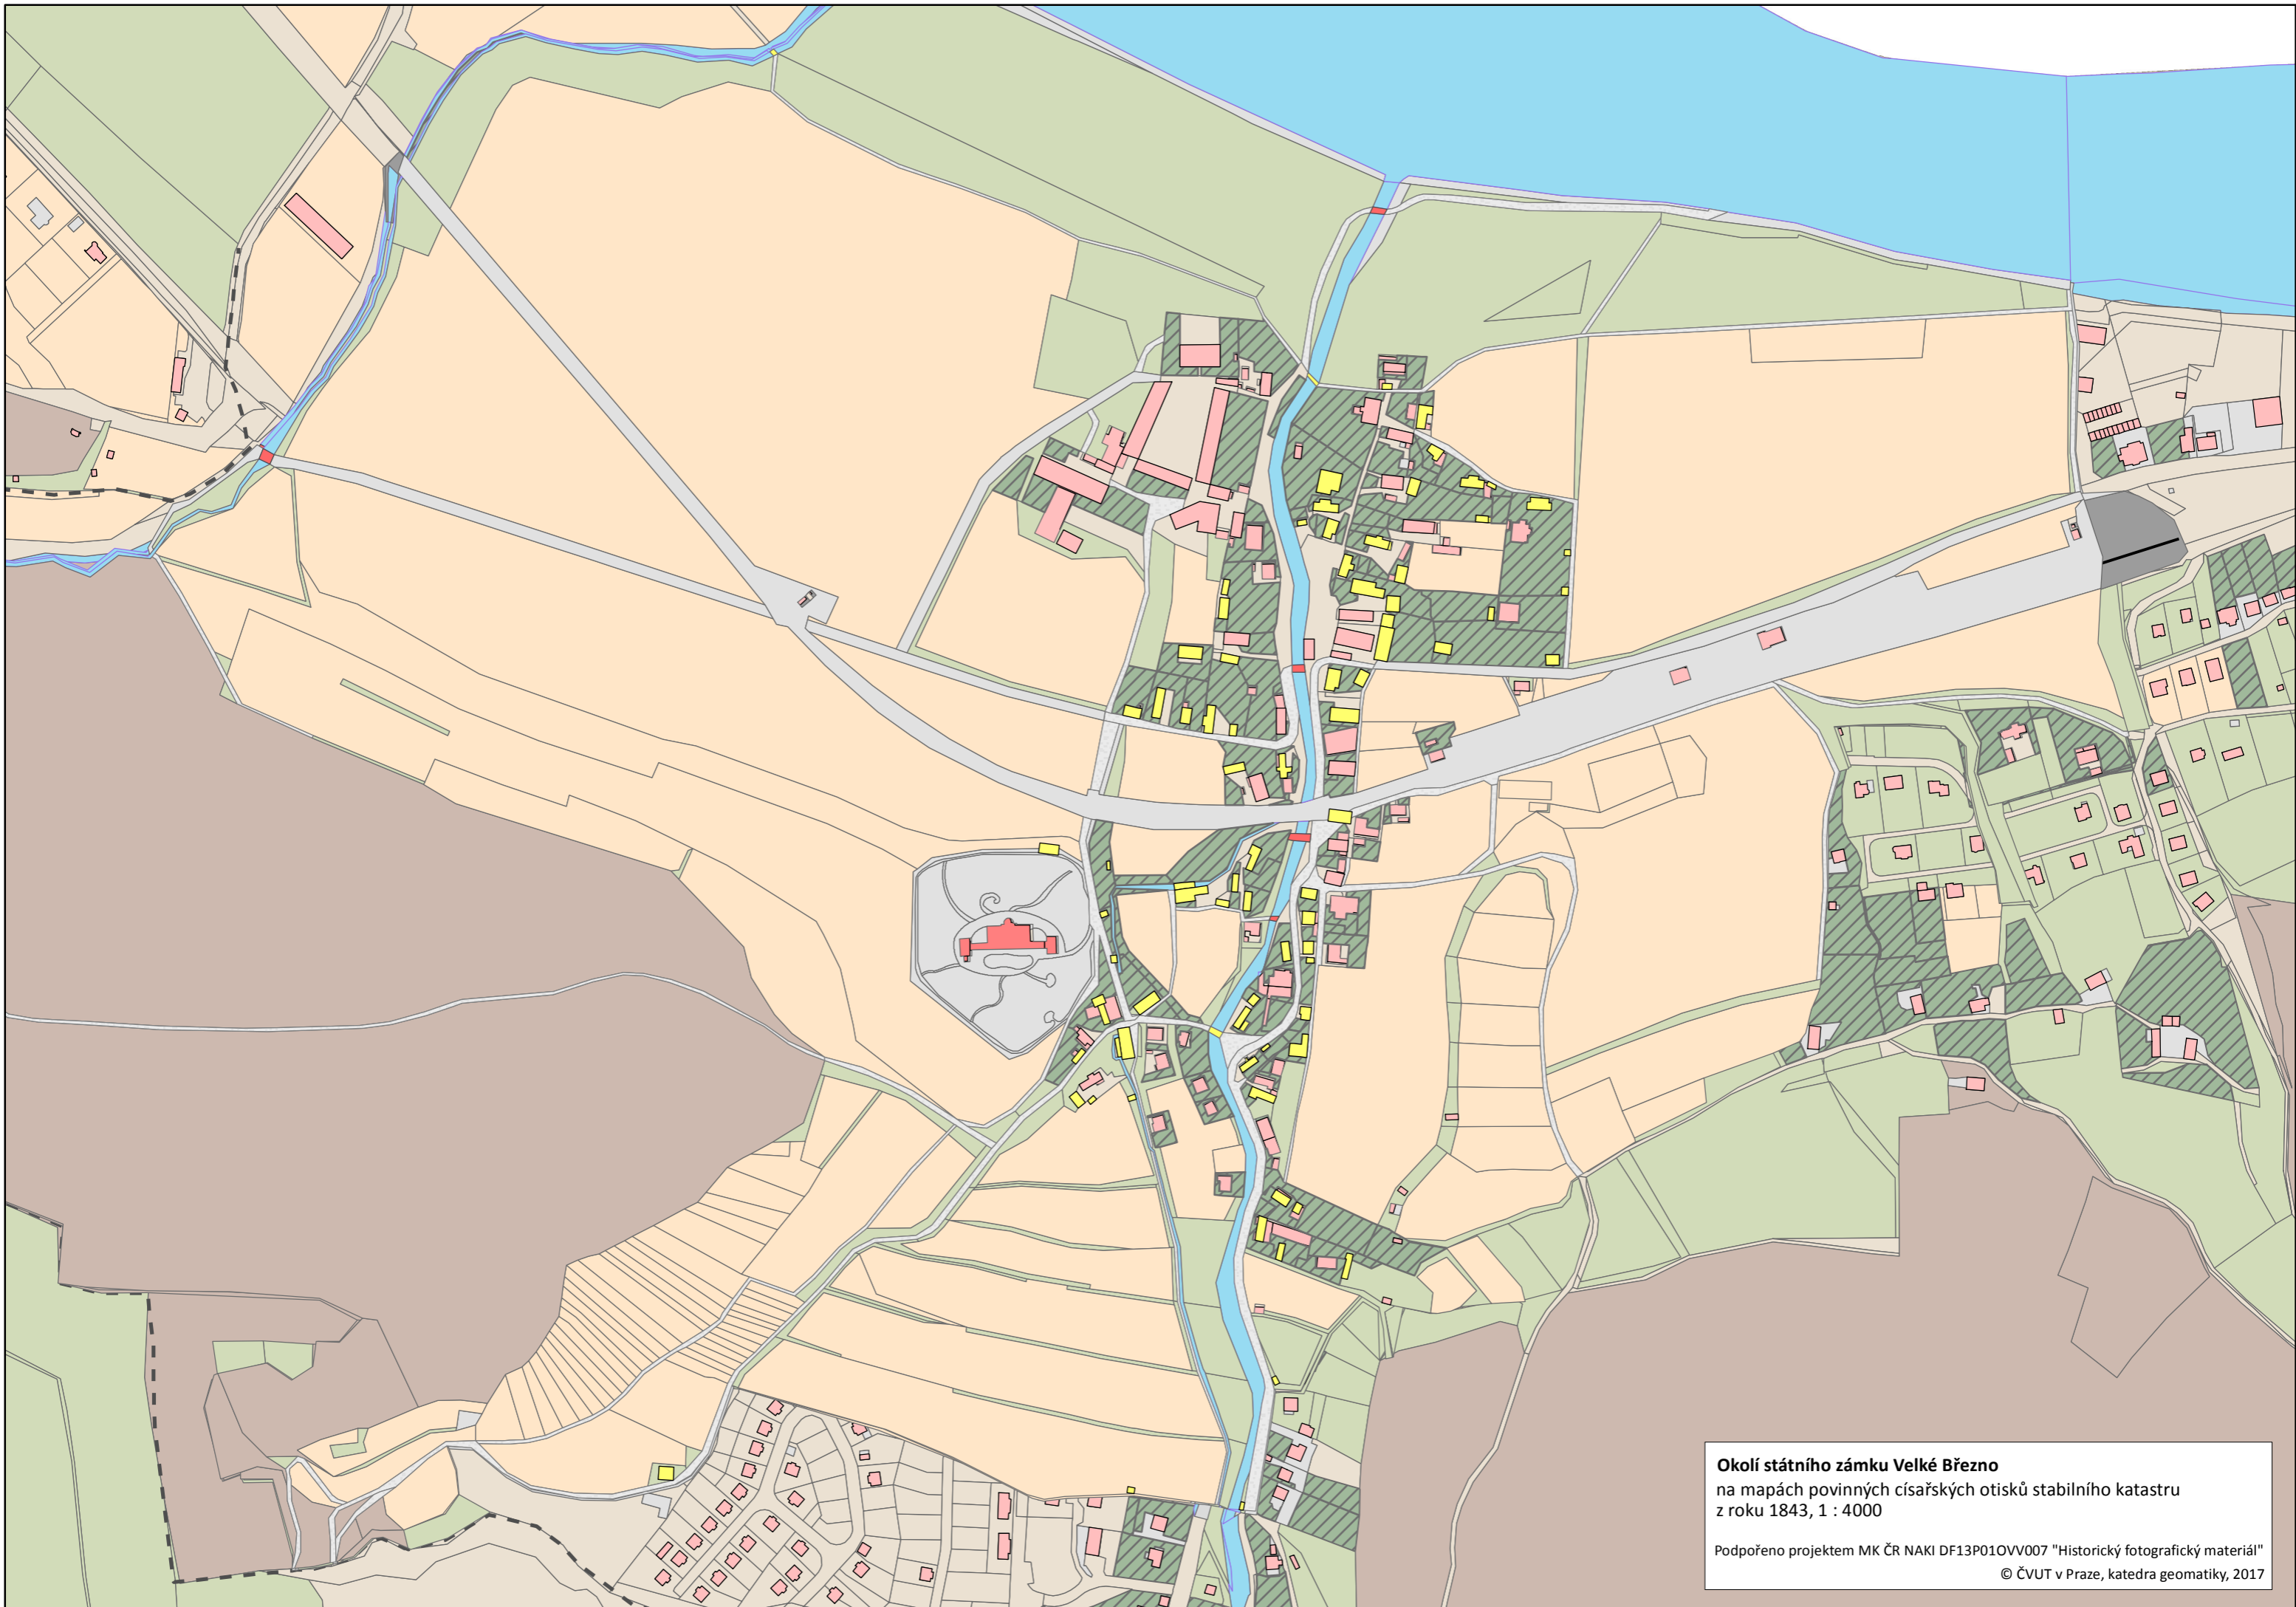 Okolí státního zámku Velké Březno
na mapách povinných císařských otisků stabilního katastru
z roku 1843, 1 : 4000
Podpořeno projektem MK ČR NAKI DF13P01OVV007 "Historický fotografický materiál"
© ČVUT v Praze, katedra geomatiky, 2017